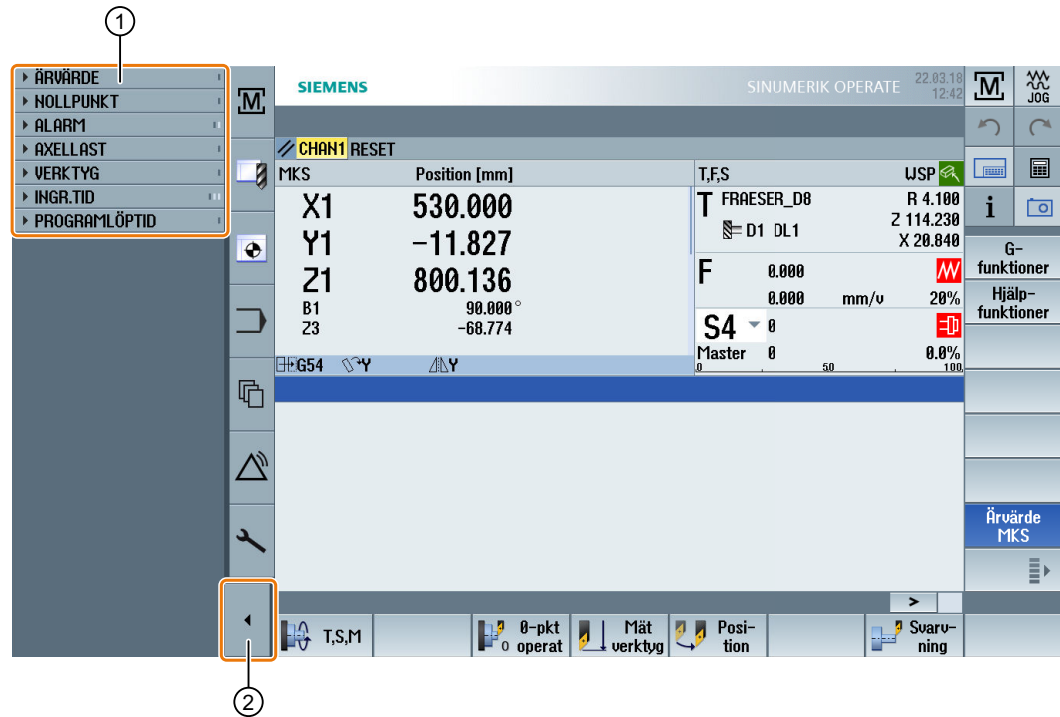 1
ÄRVÄRDE
NOLLPUNKT
ALARM
AXELLAST
VERKTYG
INGR.TID
PROGRAMLÖPTID
M
SIEMENS
SINUMERIK OPERATE
22.03.18
12:42
M
JOG
CHAN1 RESET
MKS Position [mm]
X1 530.000
Y1 -11.827
Z1 800.136
B1 90.000°
Z3 -68.774
G54 Y Y
T,F,S WSP
T FRAESER_D8 R 4.100
D1 DL1 Z 114.230
X 20.840
F 0.000
0.000 mm/v 20%
S4 0
Master 0 0.0%
0 50 100
i
G-
funktioner
Hjälp-
funktioner
Ärvärde
MKS
>
T,S,M
0-pkt
operat
Mät
verktyg
Posi-
tion
Svarv-
ning
2